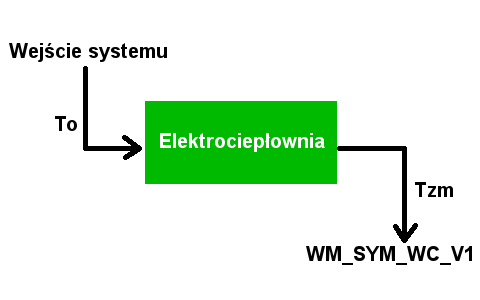 Wejście systemu
To
Elektrociepłownia
Tzm
WM_SYM_WC_V1